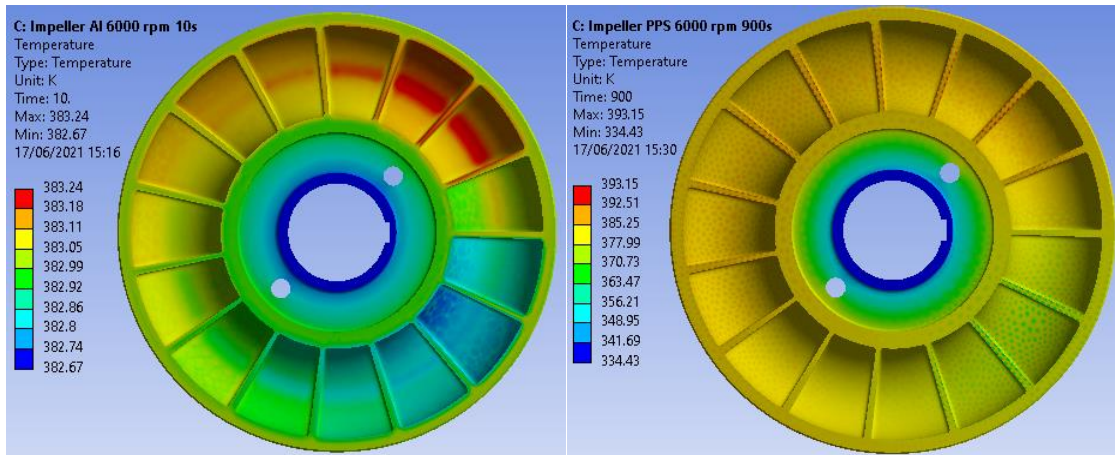 C: Impeller Al 6000 rpm 10s
Temperature
Type: Temperature
Unit: K
Time: 10.
Max: 383.24
Min: 382.67
17/06/2021 15:16
383.24
383.18
383.11
383.05
382.99
382.92
382.86
382.8
382.74
382.67
C: Impeller PPS 6000 rpm 900s
Temperature
Type: Temperature
Unit: K
Time: 900
Max: 393.15
Min: 334.43
17/06/2021 15:30
393.15
392.51
385.25
377.99
370.73
363.47
356.21
348.95
341.69
334.43